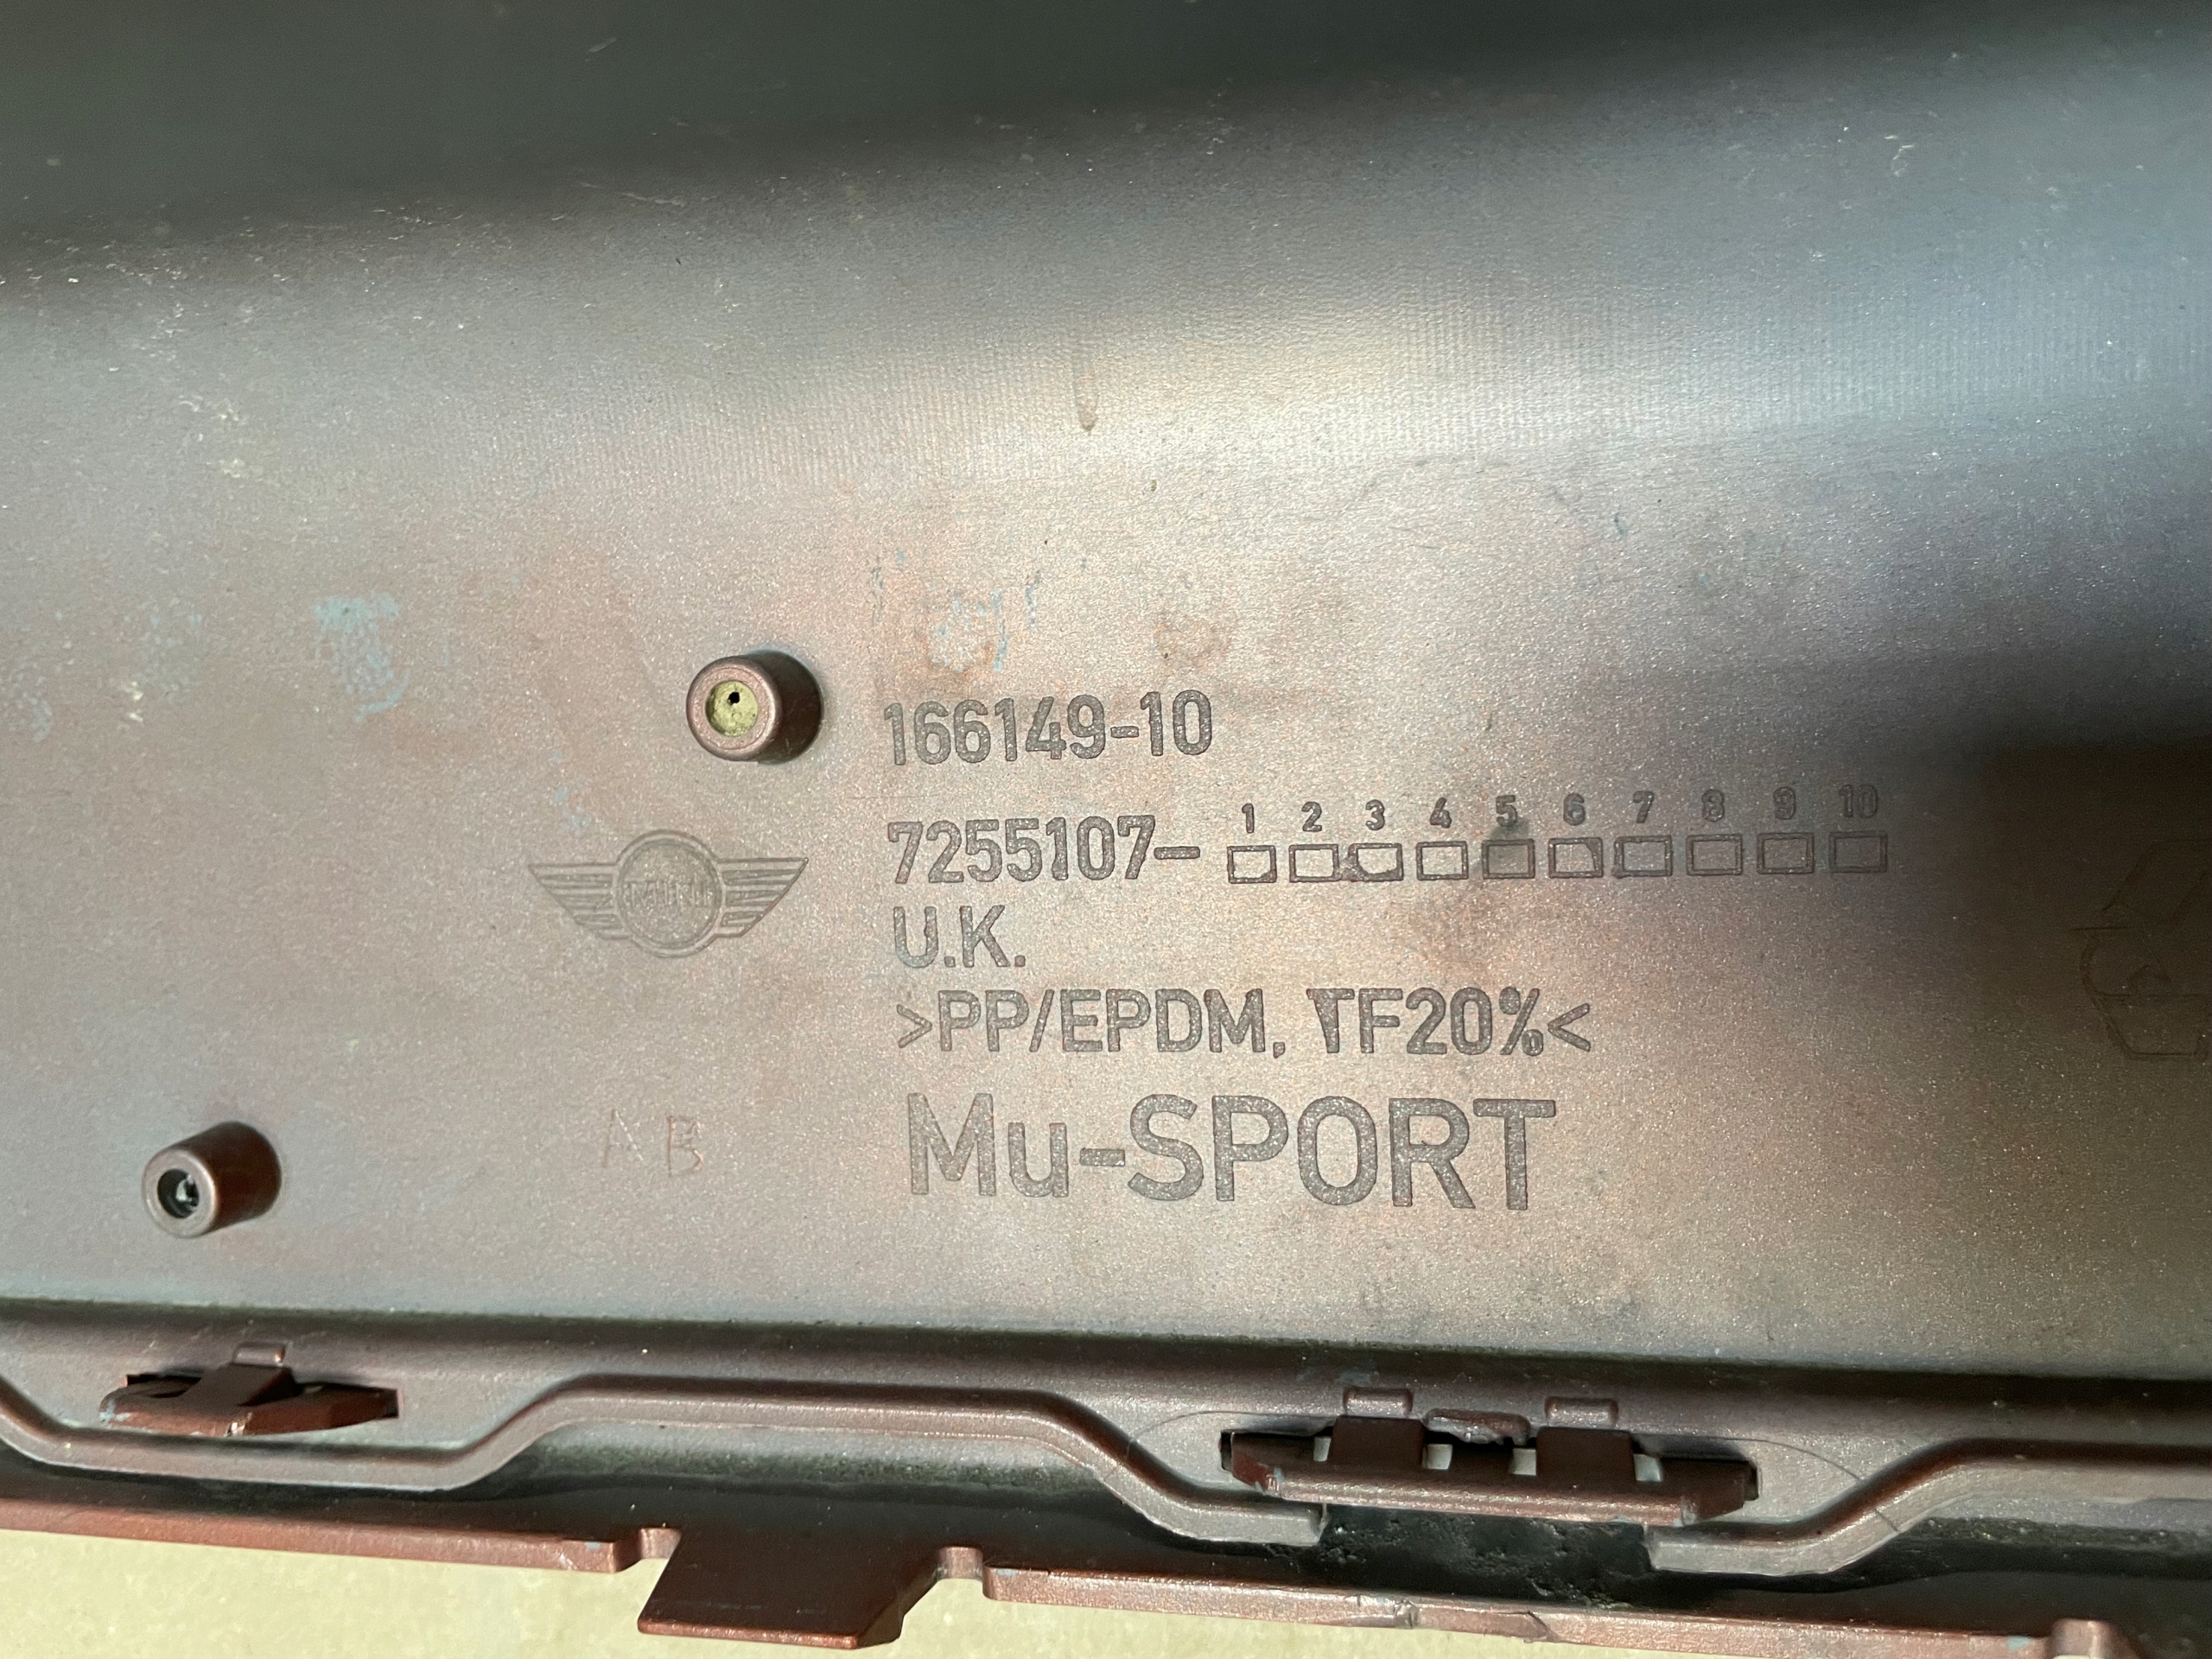 166149-10
1 2 3 4 5 6 7 8 9 10
7255107-
MINI
U.K.
>PP/EPDM, TF20%<
AB
Mu-SPORT